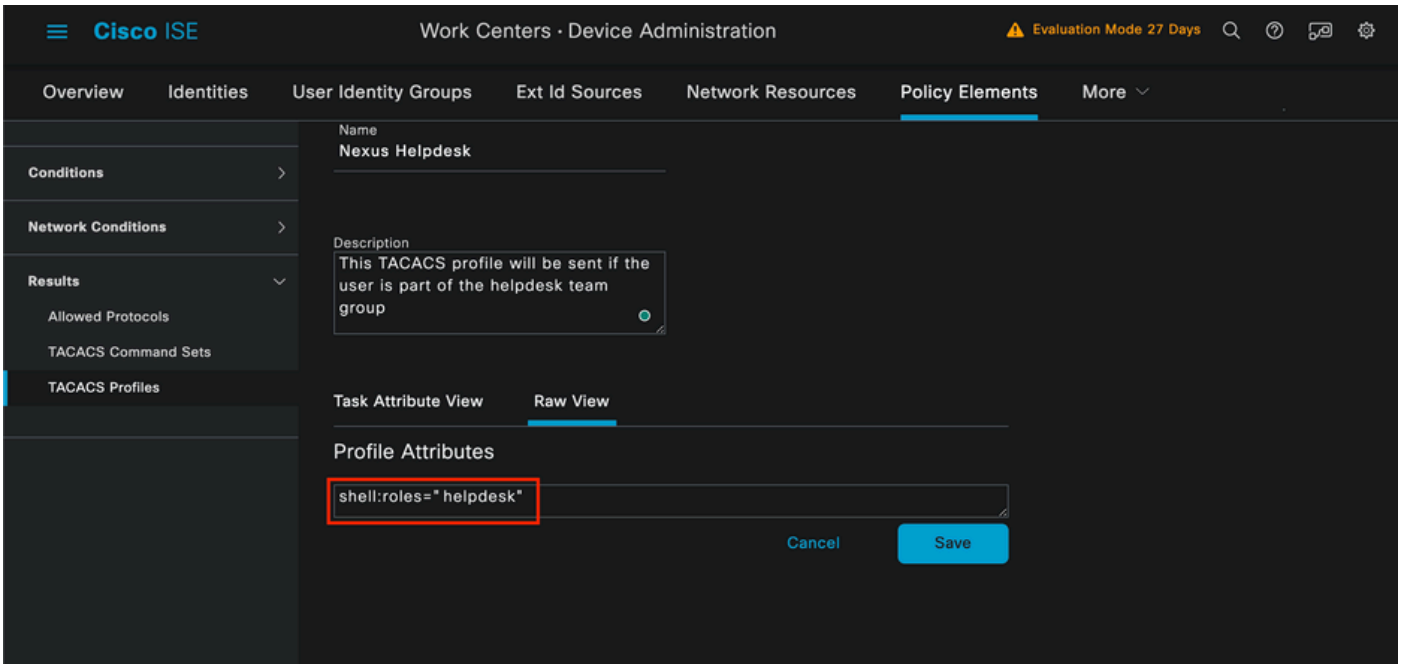 Cisco ISE
Work Centers · Device Administration
Evaluation Mode 27 Days
Overview
Identities
User Identity Groups
Ext Id Sources
Network Resources
Policy Elements
More
Conditions
Network Conditions
Results
Allowed Protocols
TACACS Command Sets
TACACS Profiles
Name
Nexus Helpdesk
Description
This TACACS profile will be sent if the
user is part of the helpdesk team
group
Task Attribute View
Raw View
Profile Attributes
shell:roles="helpdesk"
Cancel
Save